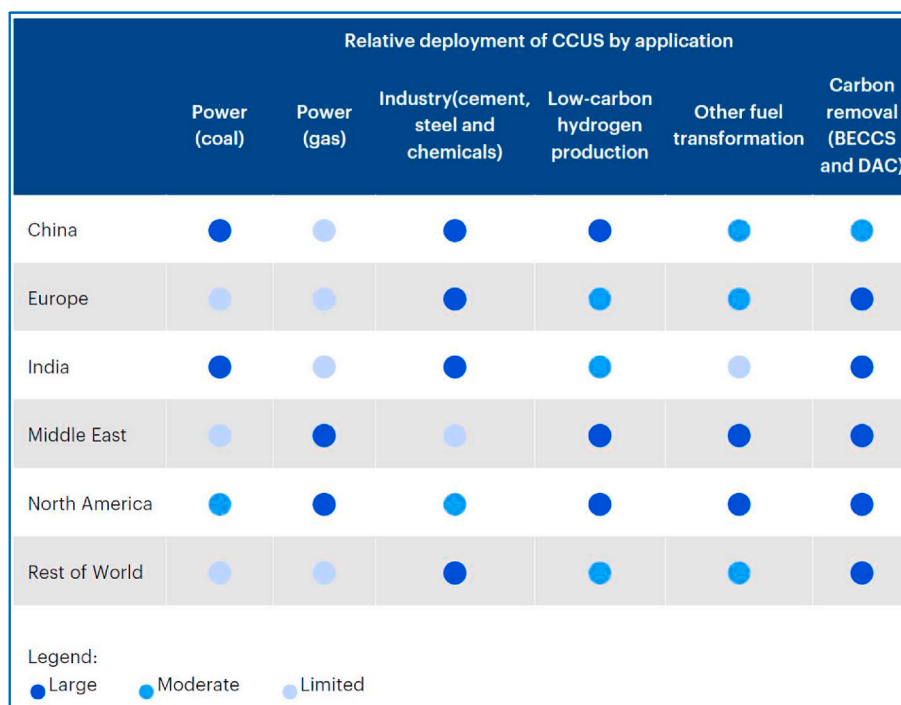 Relative deployment of CCUS by application
Power
(coal)
Power
(gas)
Industry(cement,
steel and
chemicals)
Low-carbon
hydrogen
production
Other fuel
transformation
Carbon
removal
(BECCS
and DAC)
China
Europe
India
Middle East
North America
Rest of World
Legend:
Large Moderate Limited